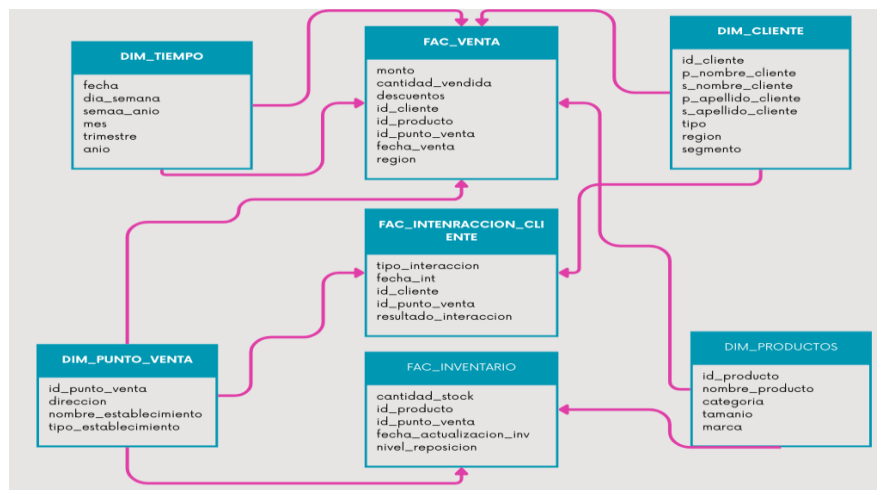 DIM_TIEMPO
fecha
dia_semana
semaa_anio
mes
trimestre
anio
FAC_VENTA
monto
cantidad_vendida
descuentos
id_cliente
id_producto
id_punto_venta
fecha_venta
region
DIM_CLIENTE
id_cliente
p_nombre_cliente
s_nombre_cliente
p_apellido_cliente
s_apellido_cliente
tipo
region
segmento
FAC_INTENRACCION_CLI
ENTE
tipo_interaccion
fecha_int
id_cliente
id_punto_venta
resultado_interaccion
DIM_PUNTO_VENTA
id_punto_venta
direccion
nombre_establecimiento
tipo_establecimiento
FAC_INVENTARIO
cantidad_stock
id_producto
id_punto_venta
fecha_actualizacion_inv
nivel_reposicion
DIM_PRODUCTOS
id_producto
nombre_producto
categoria
tamanio
marca